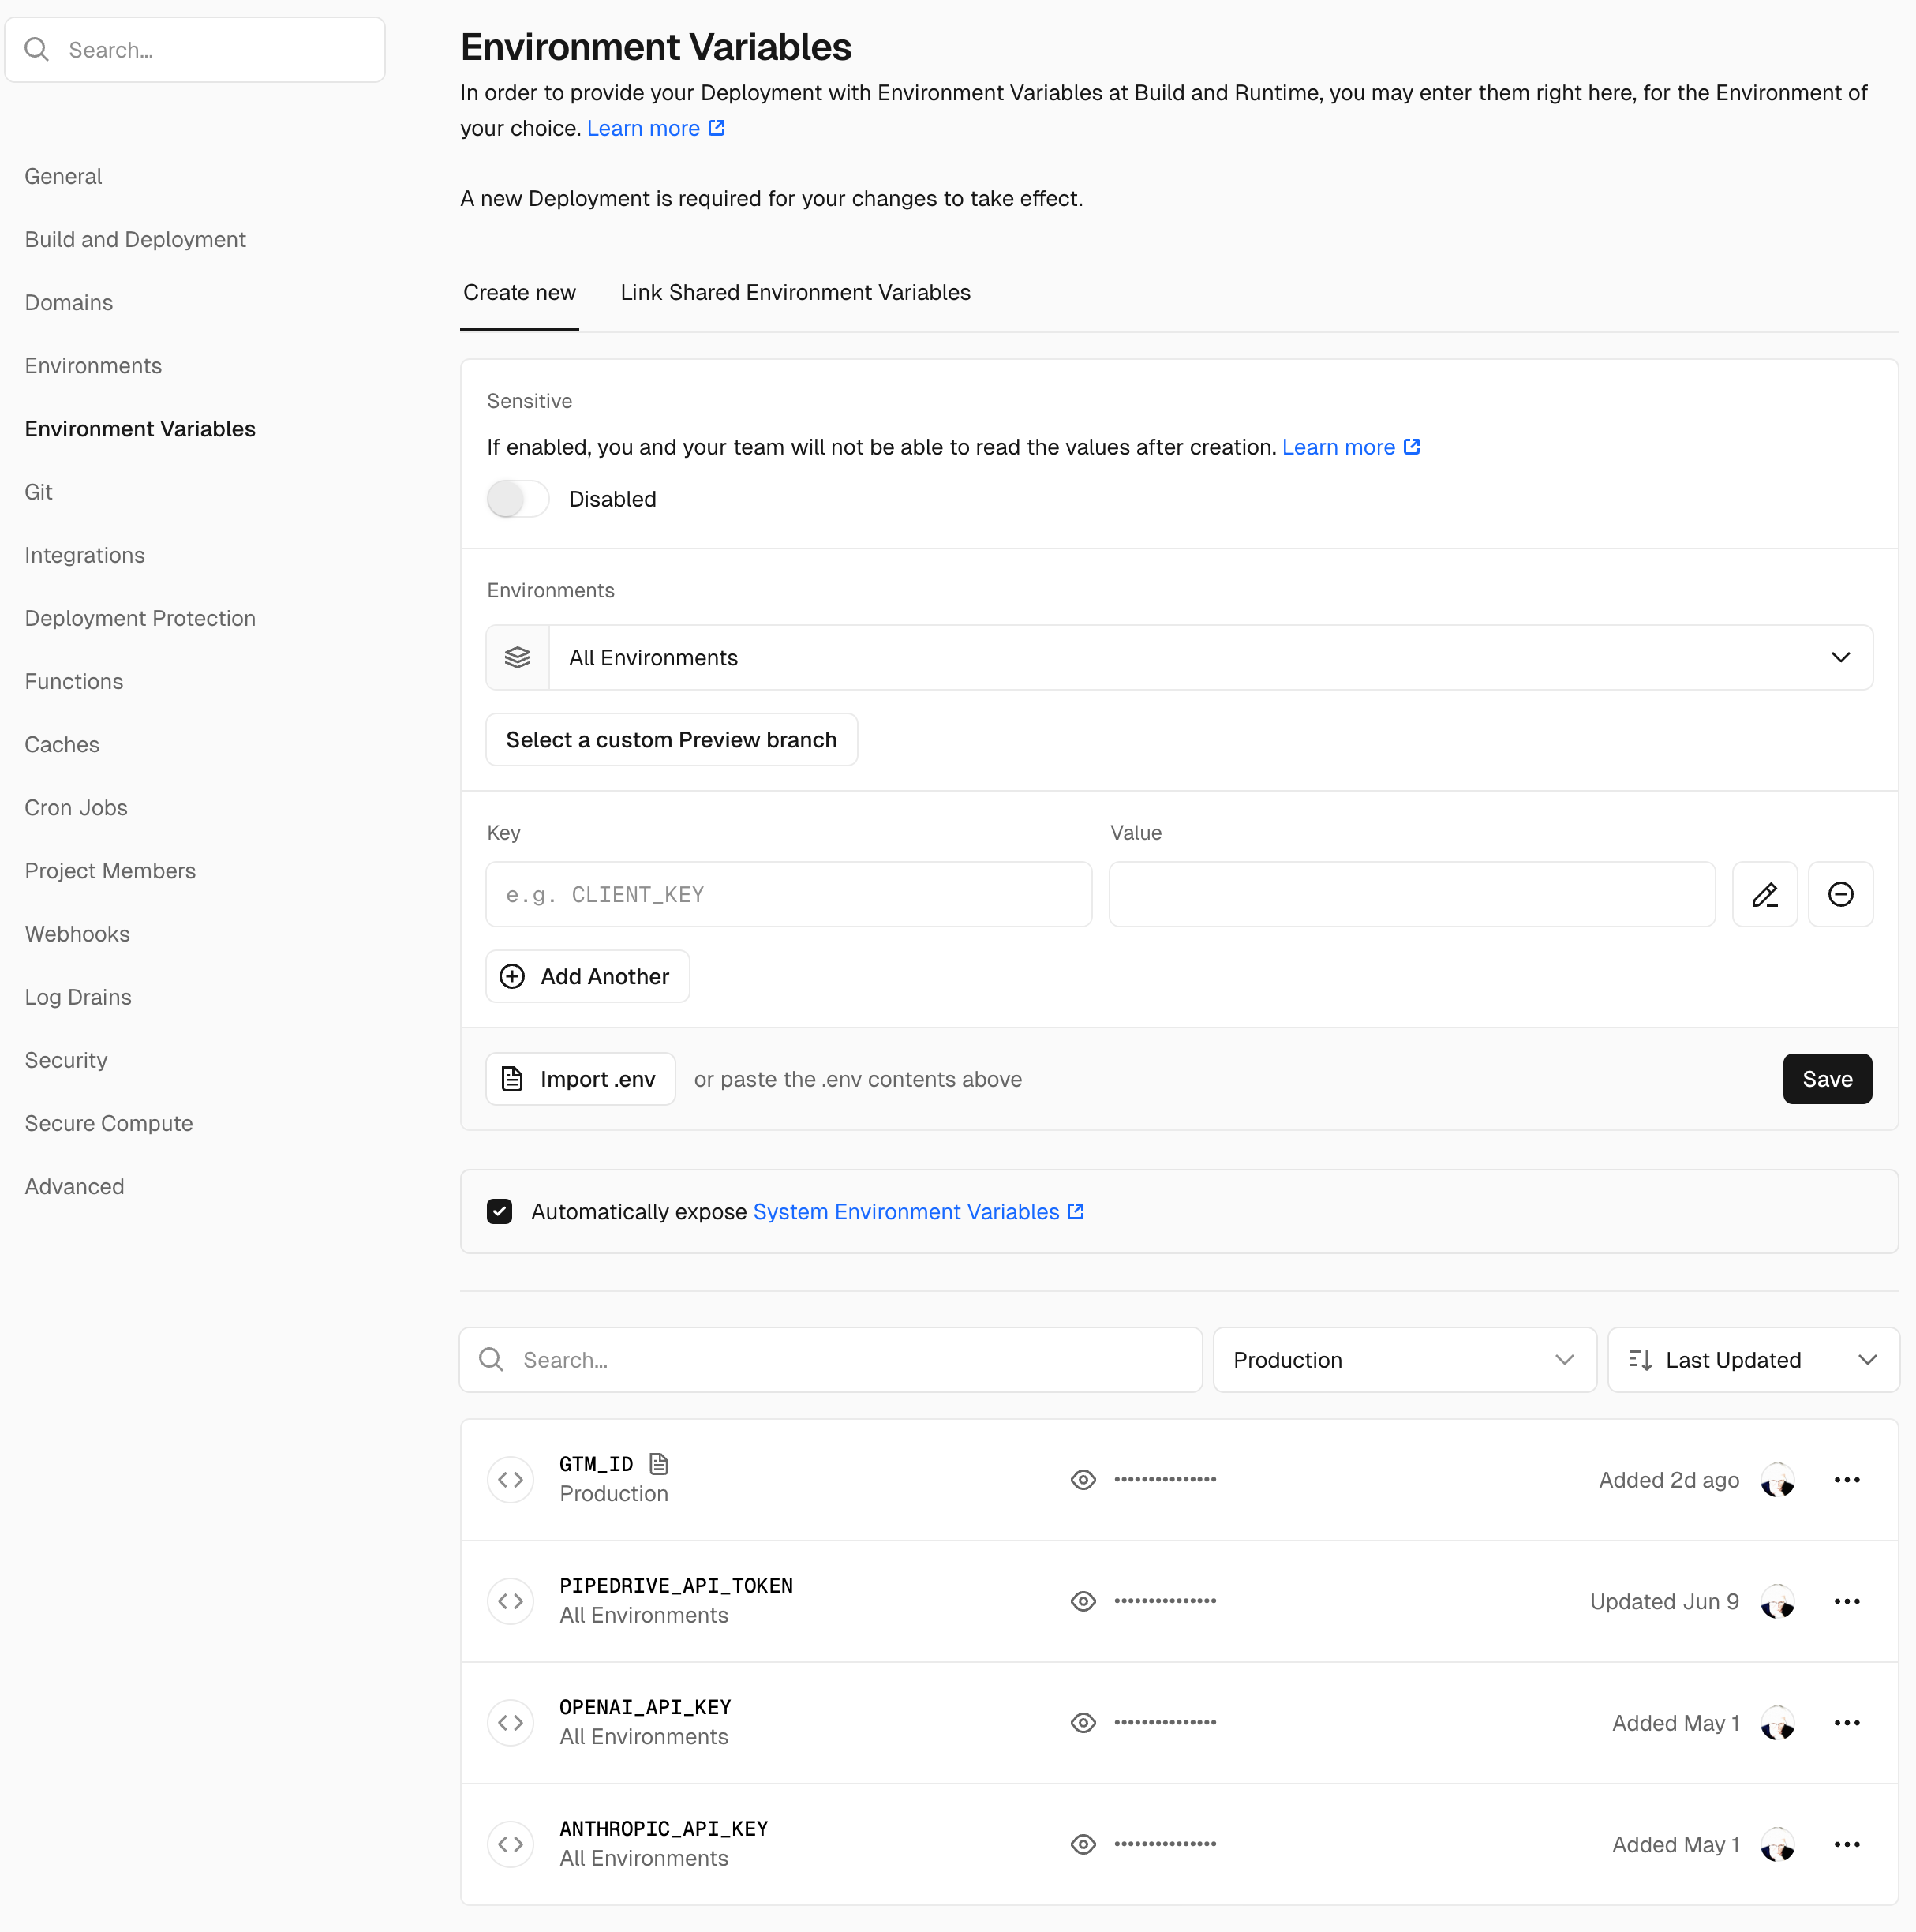 Search...
General
Build and Deployment
Domains
Environments
Environment Variables
Git
Integrations
Deployment Protection
Functions
Caches
Cron Jobs
Project Members
Webhooks
Log Drains
Security
Secure Compute
Advanced
Environment Variables
In order to provide your Deployment with Environment Variables at Build and Runtime, you may enter them right here, for the Environment of
your choice. Learn more
A new Deployment is required for your changes to take effect.
Create new
Link Shared Environment Variables
Sensitive
If enabled, you and your team will not be able to read the values after creation. Learn more
Disabled
Environments
All Environments
Select a custom Preview branch
Key
Value
e.g. CLIENT_KEY
Add Another
Import .env
or paste the .env contents above
Save
Automatically expose System Environment Variables
Search...
Production
Last Updated
GTM_ID
Production
Added 2d ago
PIPEDRIVE_API_TOKEN
All Environments
Updated Jun 9
OPENAI_API_KEY
All Environments
Added May 1
ANTHROPIC_API_KEY
All Environments
Added May 1